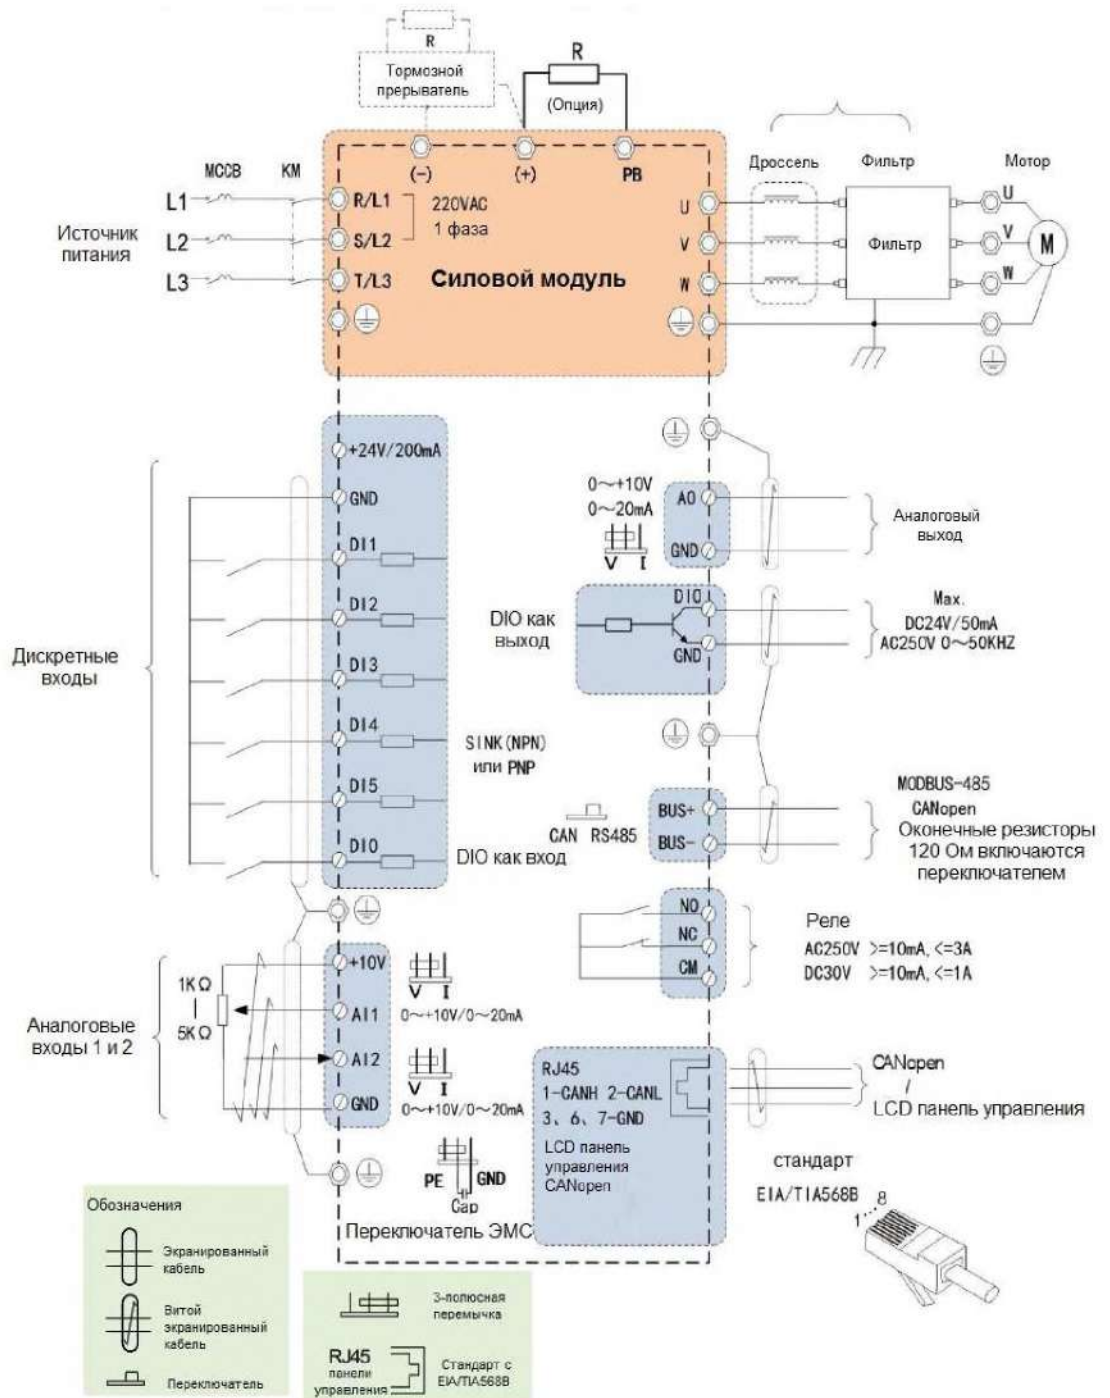 R
Тормозной
прерыватель
R
(Опция)
(-)
(+)
PB
MCCB
KM
Источник
питания
L1
L2
L3
R/L1
S/L2
T/L3
220VAC
1 фаза
Силовой модуль
U
V
W
Дроссель
Фильтр
Мотор
Фильтр
U
V
W
M
Дискретные
входы
+24V/200mA
GND
DI1
DI2
DI3
DI4
DI5
DIO
SINK(NPN)
или PNP
DIO как вход
0~+10V
0~20mA
V I
AO
GND
Аналоговый
выход
DIO как
выход
DIO
GND
Max.
DC24V/50mA
AC250V 0~50KHZ
CAN RS485
BUS+
BUS-
MODBUS-485
CANopen
Оконечные резисторы
120 Ом включаются
переключателем
NO
NC
CM
Реле
AC250V >=10mA, <=3A
DC30V >=10mA, <=1A
Аналоговые
входы 1 и 2
1KΩ
5KΩ
+10V
AI1
AI2
GND
V I
0~+10V/0~20mA
V I
0~+10V/0~20mA
PE GND
Cap
Переключатель ЭМС
RJ45
1-CANH 2-CANL
3、6、7-GND
LCD панель
управления
CANopen
CANopen
/
LCD панель управления
стандарт
EIA/TIA568B
1...8
Обозначения
Экранированный
кабель
Витой
экранированный
кабель
Переключатель
3-полюсная
перемычка
RJ45
панели
управления
Стандарт с
EIA/TIA568B